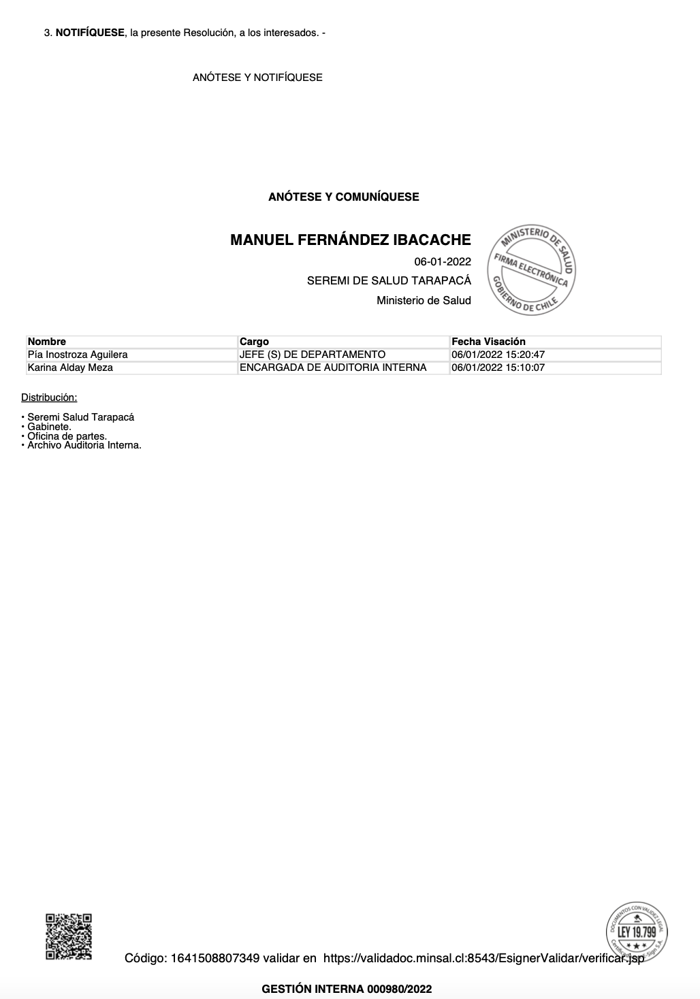 3. NOTIFÍQUESE, la presente Resolución, a los interesados. -
ANÓTESE Y NOTIFÍQUESE
ANÓTESE Y COMUNÍQUESE
MANUEL FERNÁNDEZ IBACACHE
06-01-2022
SEREMI DE SALUD TARAPACÁ
Ministerio de Salud
MINISTERIO DE SALUD
FIRMA ELECTRÓNICA
GOBIERNO DE CHILE
Nombre Cargo Fecha Visación
Pía Inostroza Aguilera JEFE (S) DE DEPARTAMENTO 06/01/2022 15:20:47
Karina Alday Meza ENCARGADA DE AUDITORIA INTERNA 06/01/2022 15:10:07
Distribución:
• Seremi Salud Tarapacá
• Gabinete.
• Oficina de partes.
• Archivo Auditoria Interna.
DOCUMENTOS CON VALIDEZ LEGAL
LEY 19.799
E-Sign S.A.
Código: 1641508807349 validar en https://validadoc.minsal.cl:8543/EsignerValidar/verificar.jsp
GESTIÓN INTERNA 000980/2022